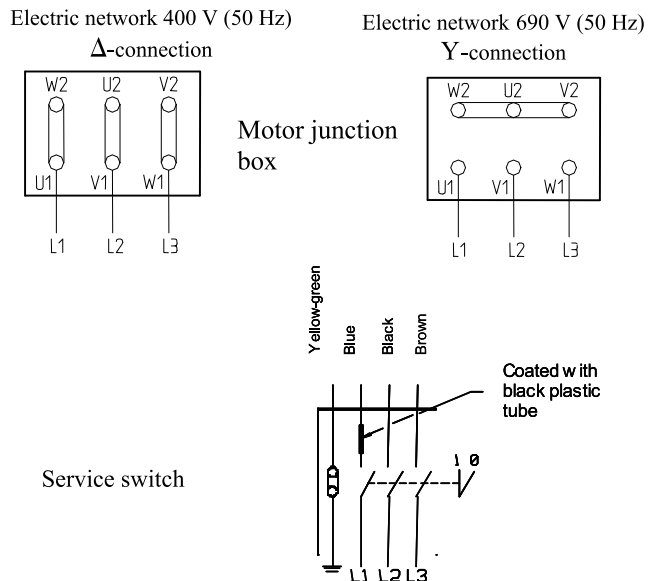 Electric network 400 V (50 Hz)
Δ-connection
W2 U2 V2
U1 V1 W1
L1 L2 L3
Motor junction
box
Electric network 690 V (50 Hz)
Y-connection
W2 U2 V2
U1 V1 W1
L1 L2 L3
Yellow-green
Blue
Black
Brown
Coated with
black plastic
tube
1 0
Service switch
L1 L2 L3